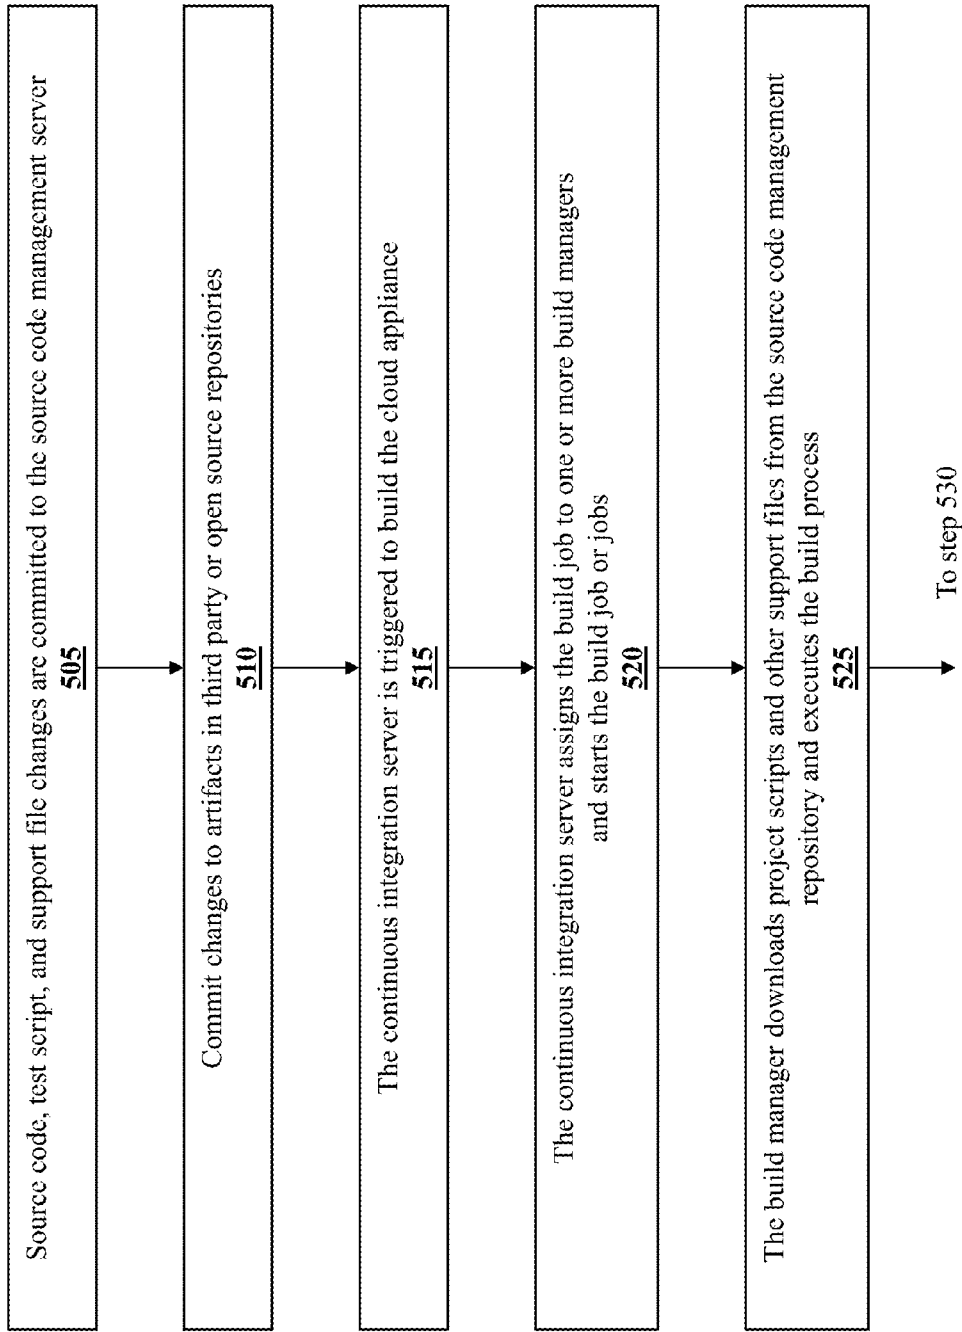 Source code, test script, and support file changes are committed to the source code management server
505
Commit changes to artifacts in third party or open source repositories
510
The continuous integration server is triggered to build the cloud appliance
515
The continuous integration server assigns the build job to one or more build managers
and starts the build job or jobs
520
The build manager downloads project scripts and other support files from the source code management
repository and executes the build process
525
To step 530